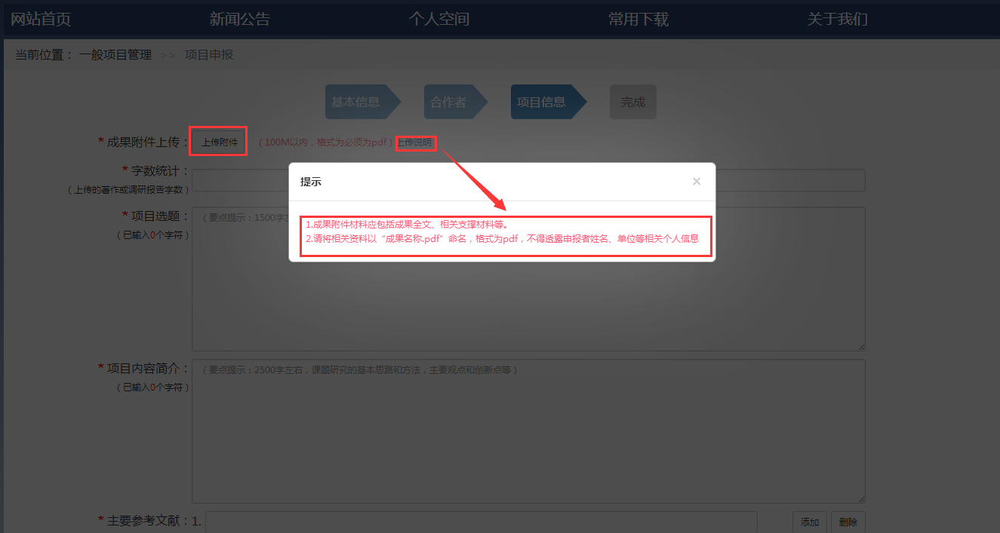 网站首页 新闻公告 个人空间 常用下载 关于我们
当前位置： 一般项目管理 >> 项目申报
基本信息 合作者 项目信息 完成
* 成果附件上传： 上传附件 （100M以内，格式为必须为pdf） 上传说明
* 字数统计：
（上传的著作或调研报告字数）
提示 ×
* 项目选题： （要点提示：1500字左
（已输入0个字符）
1.成果附件材料应包括成果全文、相关支撑材料等。
2.请将相关资料以“成果名称.pdf”命名，格式为pdf，不得透露申报者姓名、单位等相关个人信息
* 项目内容简介： （要点提示：2500字左右，课题研究的基本思路和方法，主要观点和创新点等）
（已输入0个字符）
* 主要参考文献：1. 添加 删除